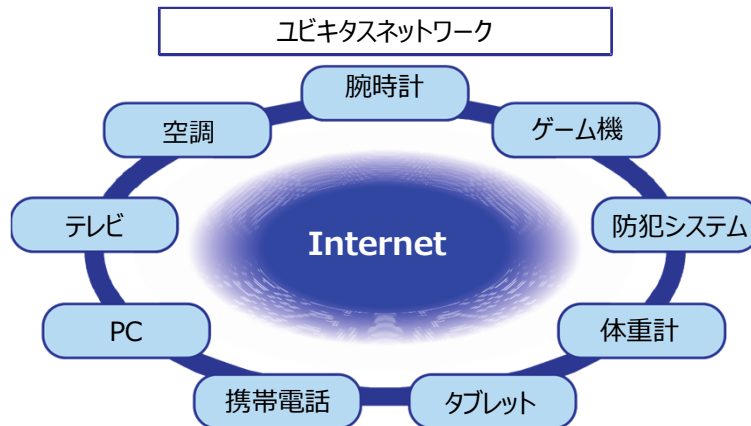 ユビキタスネットワーク
腕時計
空調
ゲーム機
テレビ
Internet
防犯システム
PC
体重計
携帯電話
タブレット